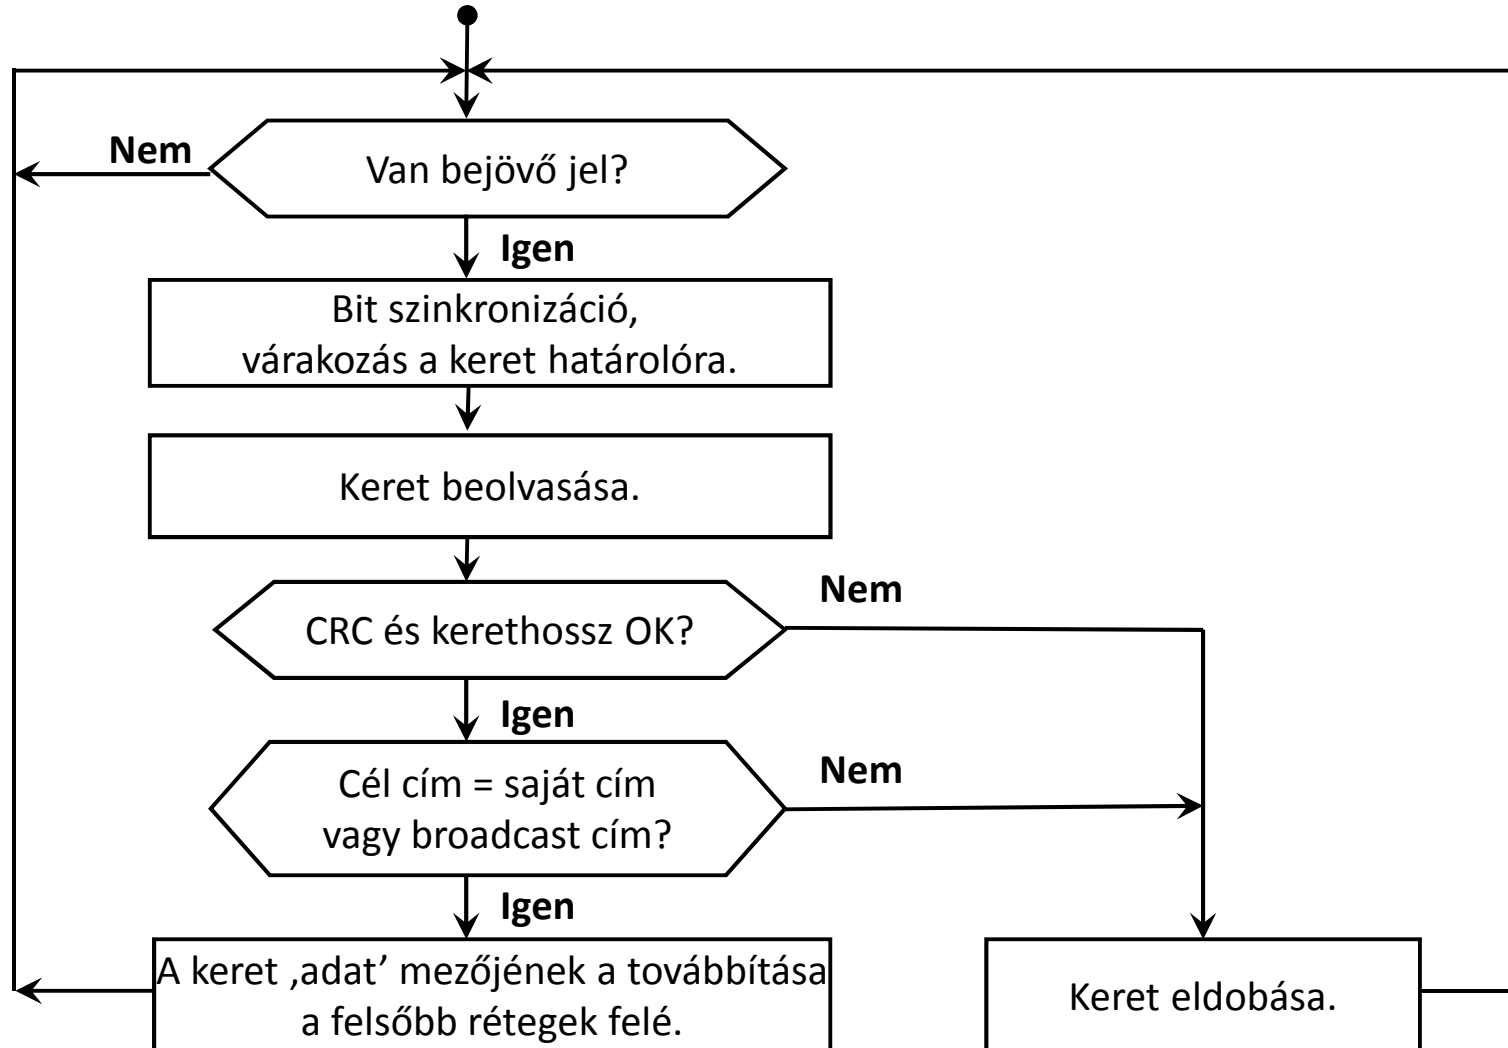 Van bejövő jel?
Nem
Igen
Bit szinkronizáció,
várakozás a keret határolóra.
Keret beolvasása.
CRC és kerethossz OK?
Nem
Igen
Cél cím = saját cím
vagy broadcast cím?
Nem
Igen
A keret ‚adat’ mezőjének a továbbítása
a felsőbb rétegek felé.
Keret eldobása.